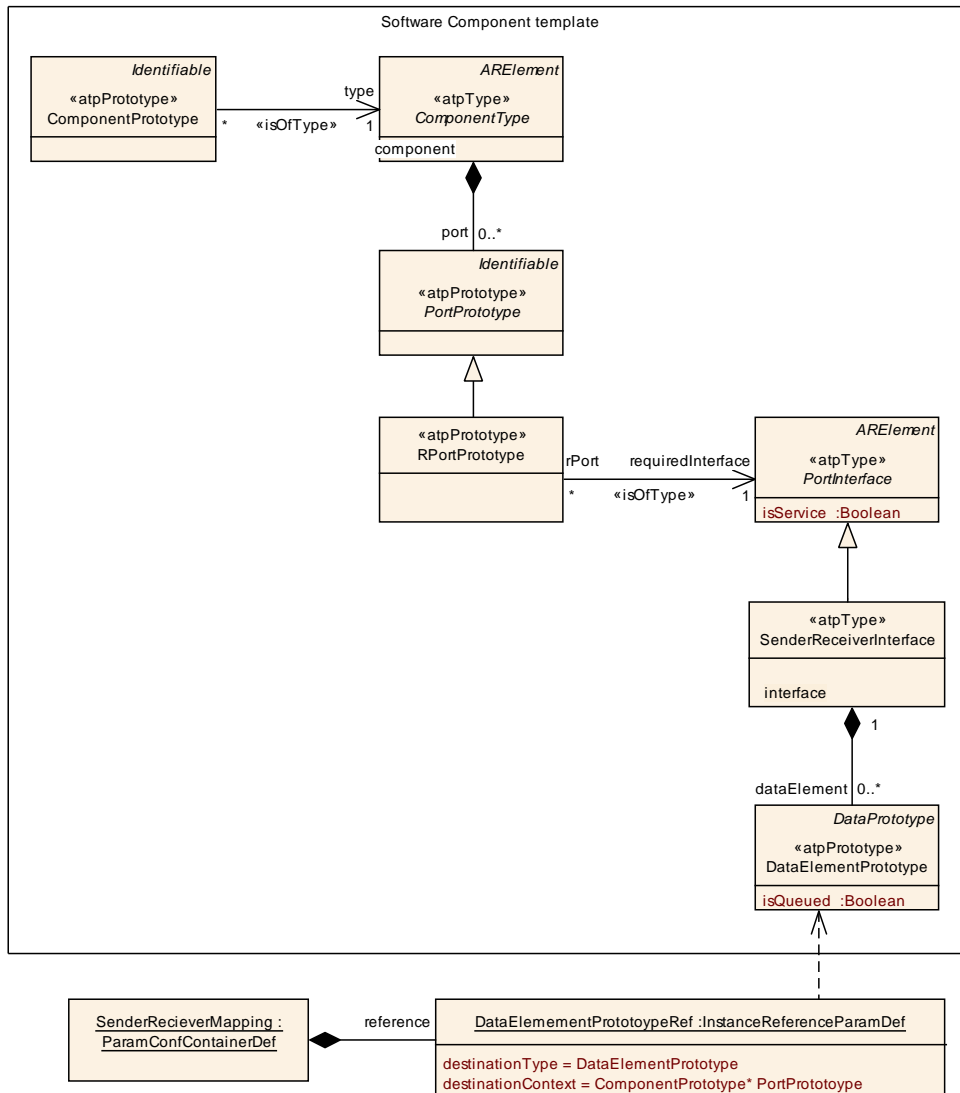 Software Component template
Identifiable
«atpPrototype»
ComponentPrototype
type
*
«isOfType»
1
ARElement
«atpType»
ComponentType
component
port
0..*
Identifiable
«atpPrototype»
PortPrototype
«atpPrototype»
RPortPrototype
rPort
requiredInterface
*
«isOfType»
1
ARElement
«atpType»
PortInterface
isService :Boolean
«atpType»
SenderReceiverInterface
interface
1
dataElement
0..*
DataPrototype
«atpPrototype»
DataElementPrototype
isQueued :Boolean
SenderRecieverMapping :
ParamConfContainerDef
reference
DataElemementPrototoypeRef :InstanceReferenceParamDef
destinationType = DataElementPrototype
destinationContext = ComponentPrototype* PortPrototoype